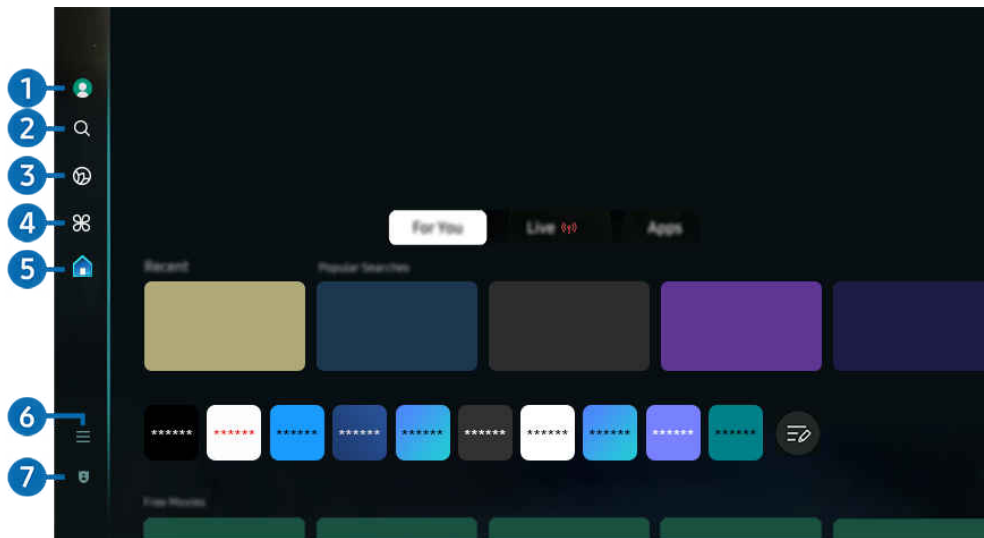 1
2
3
4
5
6
7
For You
Live
Apps
Recent
Popular Searches
****** ****** ****** ****** ****** ****** ****** ****** ****** ******
Free Movies